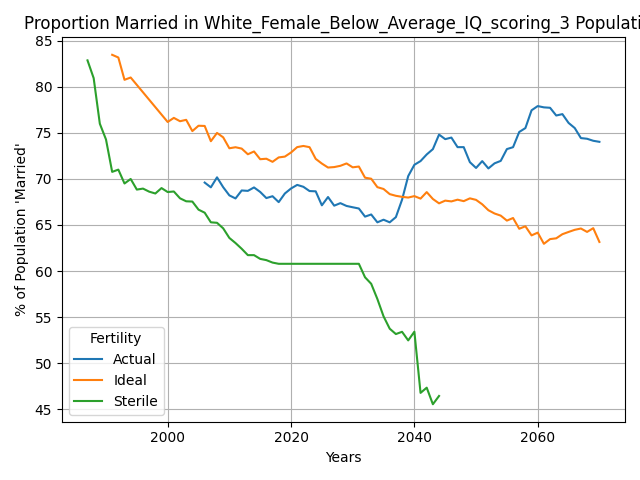 Proportion Married in White_Female_Below_Average_IQ_scoring_3 Populati
% of Population 'Married'
85
80
75
70
65
60
55
50
45
Fertility
Actual
Ideal
Sterile
2000 2020 2040 2060
Years